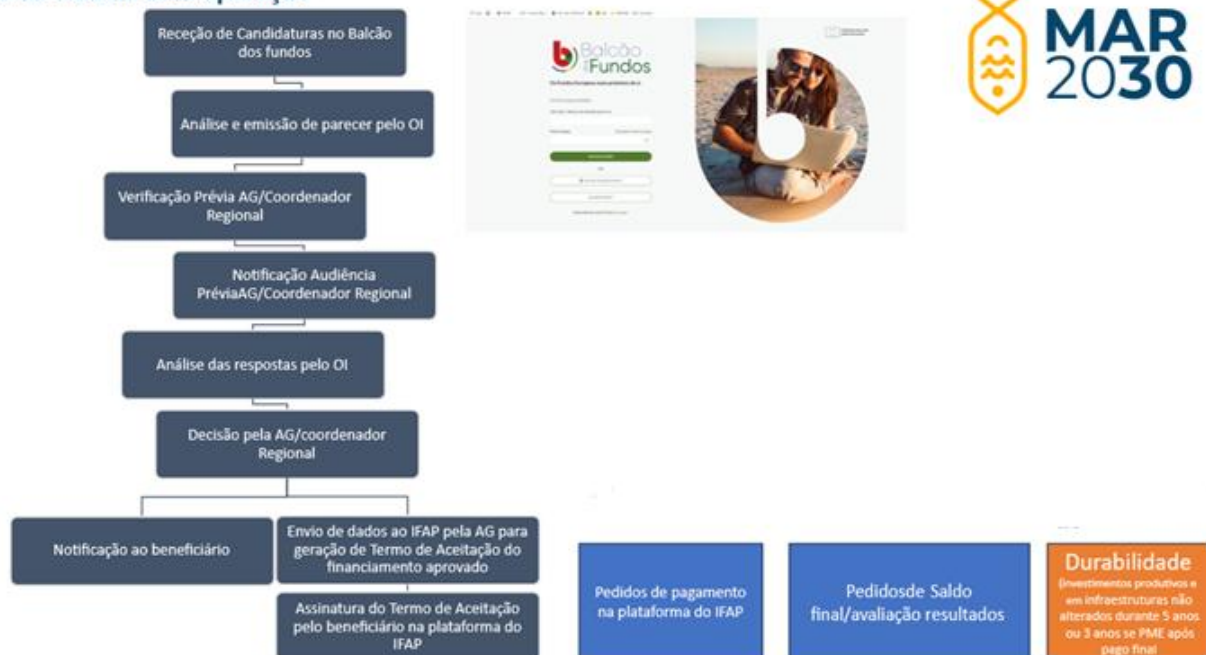 Receção de Candidaturas no Balcão
dos fundos
Análise e emissão de parecer pelo OI
Verificação Prévia AG/Coordenador
Regional
Notificação Audiência
PréviaAG/Coordenador Regional
Análise das respostas pelo OI
Decisão pela AG/coordenador
Regional
Notificação ao beneficiário
Envio de dados ao IFAP pela AG para
geração de Termo de Aceitação do
financiamento aprovado
Assinatura do Termo de Aceitação
pelo beneficiário na plataforma do
IFAP
Balcão
dos Fundos
MAR
2030
Pedidos de pagamento
na plataforma do IFAP
Pedidosde Saldo
final/avaliação resultados
Durabilidade
(investimentos produtivos e
em infraestruturas não
alterados durante 5 anos
ou 3 anos se PME após
pago final